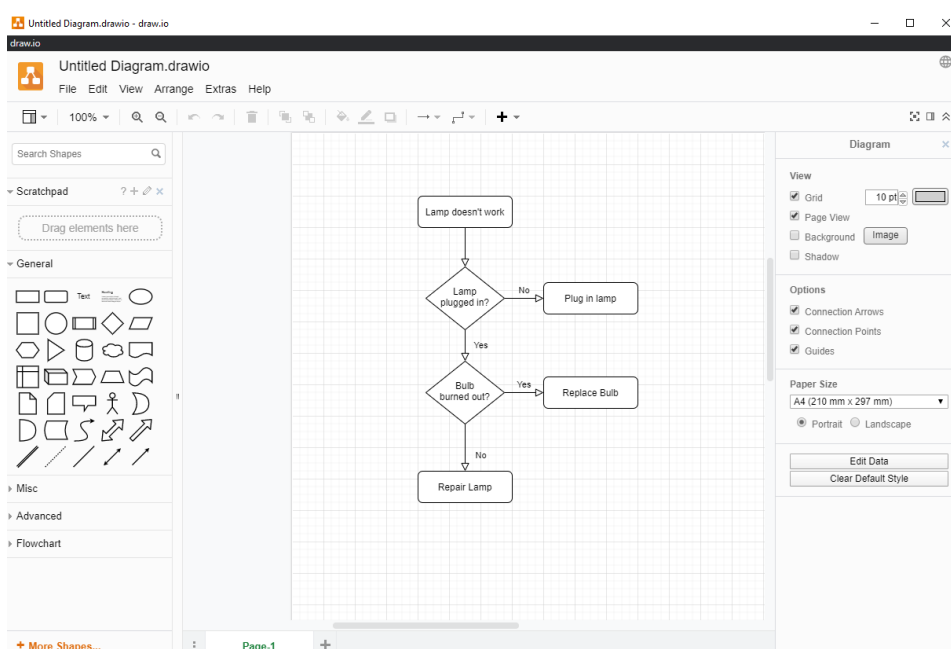 Untitled Diagram.drawio - draw.io
draw.io
Untitled Diagram.drawio
File Edit View Arrange Extras Help
100%
Search Shapes
Scratchpad
?
Drag elements here
General
Text
Misc
Advanced
Flowchart
+ More Shapes...
Lamp doesn't work
Lamp
plugged in?
No
Plug in lamp
Yes
Bulb
burned out?
Yes
Replace Bulb
No
Repair Lamp
Page-1
Diagram
View
Grid
10 pt
Page View
Background
Image
Shadow
Options
Connection Arrows
Connection Points
Guides
Paper Size
A4 (210 mm x 297 mm)
Portrait Landscape
Edit Data
Clear Default Style